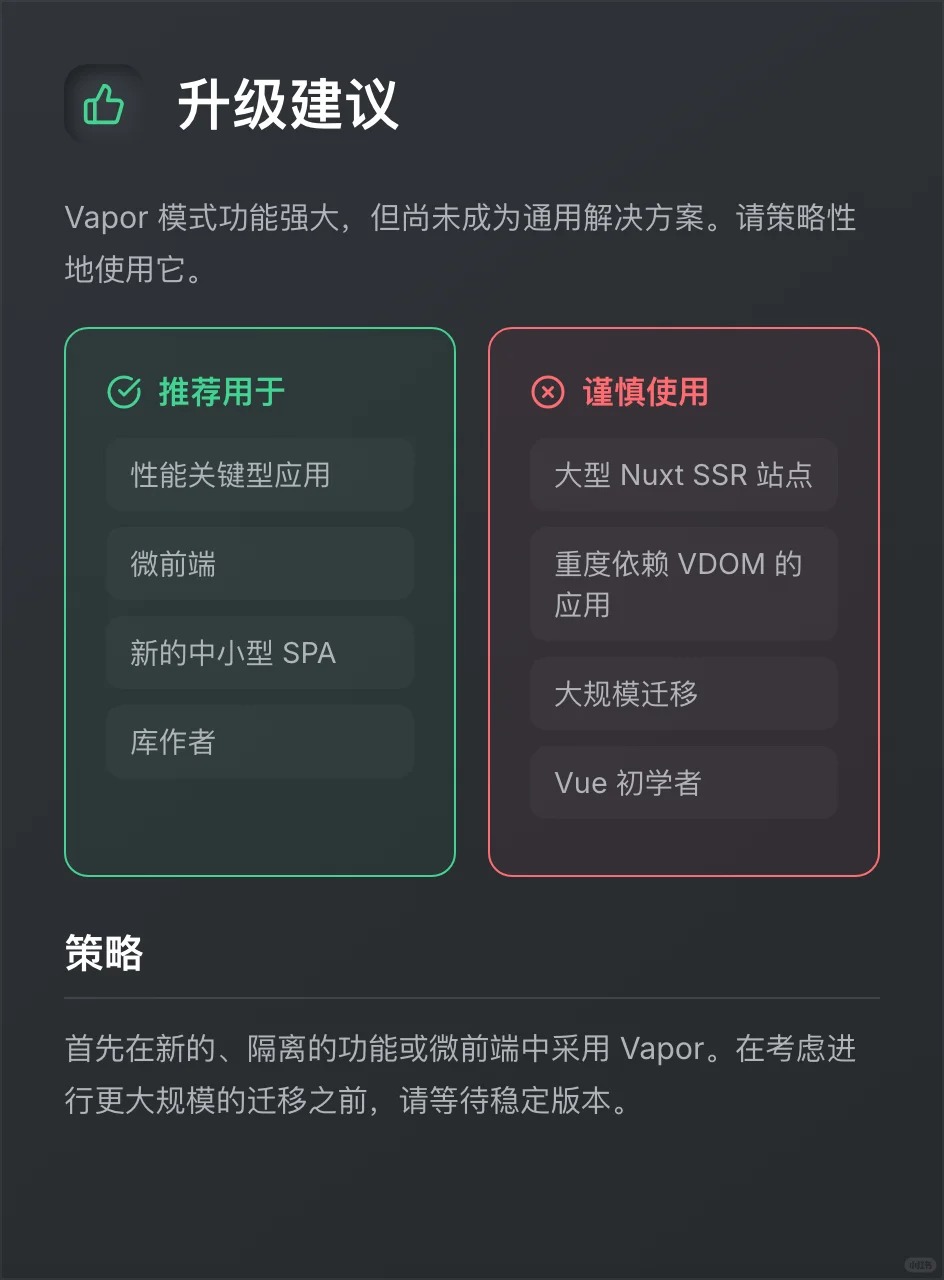 升级建议
Vapor 模式功能强大，但尚未成为通用解决方案。请策略性
地使用它。
推荐用于
性能关键型应用
微前端
新的中小型 SPA
库作者
谨慎使用
大型 Nuxt SSR 站点
重度依赖 VDOM 的
应用
大规模迁移
Vue 初学者
策略
首先在新的、隔离的功能或微前端中采用 Vapor。在考虑进
行更大规模的迁移之前，请等待稳定版本。
小红书